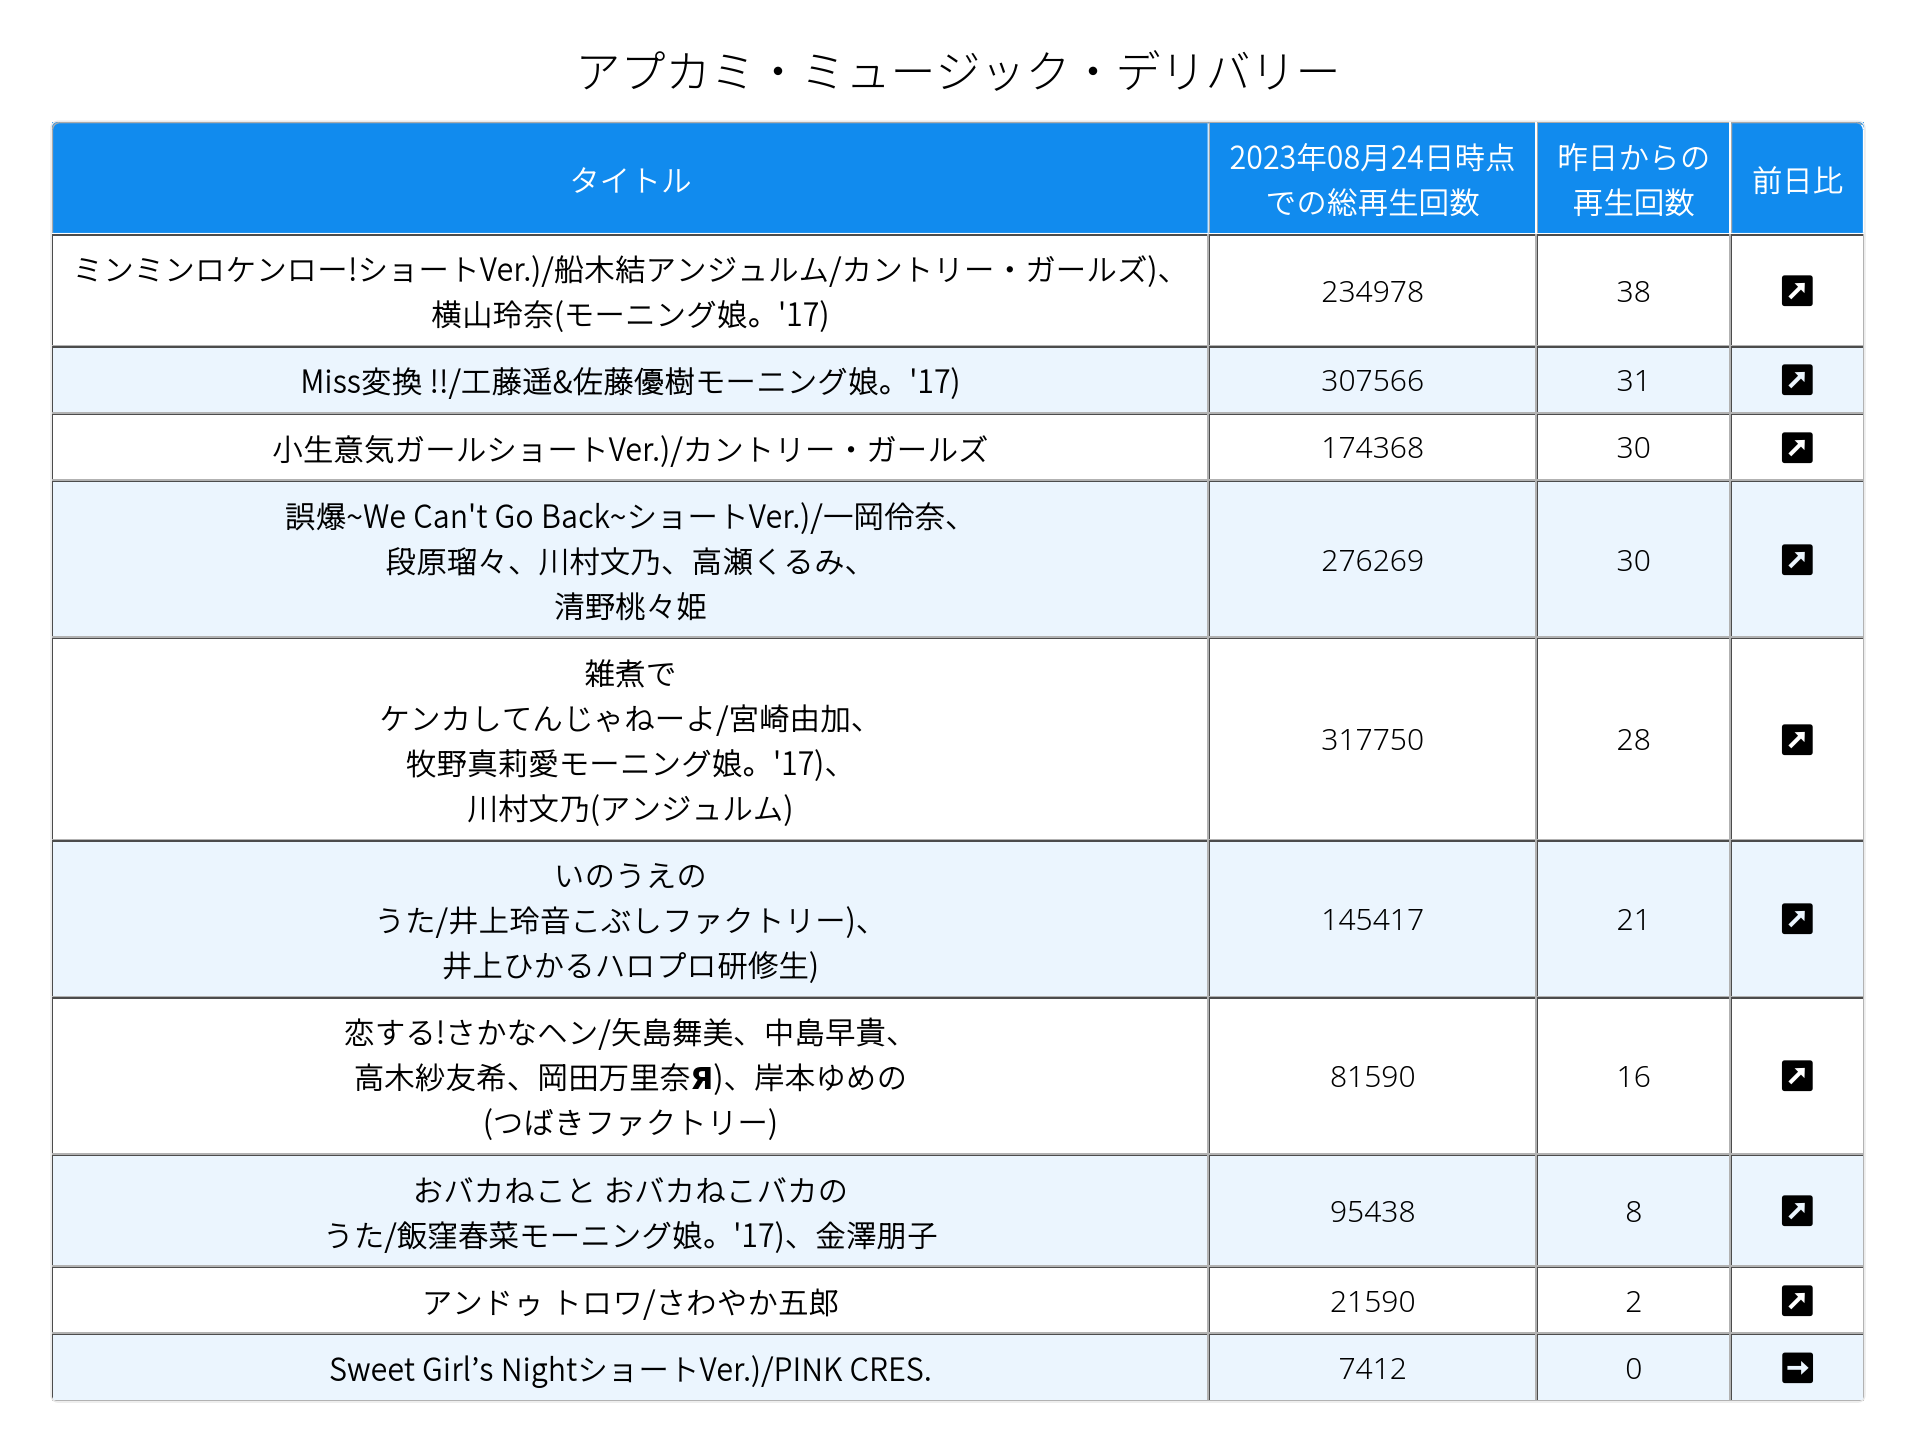 アプカミ・ミュージック・デリバリー
タイトル
2023年08月24日時点
での総再生回数
昨日からの
再生回数
前日比
ミンミンロケンロー!ショートVer.)/船木結アンジュルム/カントリー・ガールズ)、
横山玲奈(モーニング娘。'17)
234978
38
Miss変換 !!/工藤遥&佐藤優樹モーニング娘。'17)
307566
31
小生意気ガールショートVer.)/カントリー・ガールズ
174368
30
誤爆~We Can't Go Back~ショートVer.)/一岡伶奈、
段原瑠々、川村文乃、高瀬くるみ、
清野桃々姫
276269
30
雑煮で
ケンカしてんじゃねーよ/宮崎由加、
牧野真莉愛モーニング娘。'17)、
川村文乃(アンジュルム)
317750
28
いのうえの
うた/井上玲音こぶしファクトリー)、
井上ひかるハロプロ研修生)
145417
21
恋する!さかなヘン/矢島舞美、中島早貴、
高木紗友希、岡田万里奈Я)、岸本ゆめの
(つばきファクトリー)
81590
16
おバカねこと おバカねこバカの
うた/飯窪春菜モーニング娘。'17)、金澤朋子
95438
8
アンドゥ トロワ/さわやか五郎
21590
2
Sweet Girl’s NightショートVer.)/PINK CRES.
7412
0